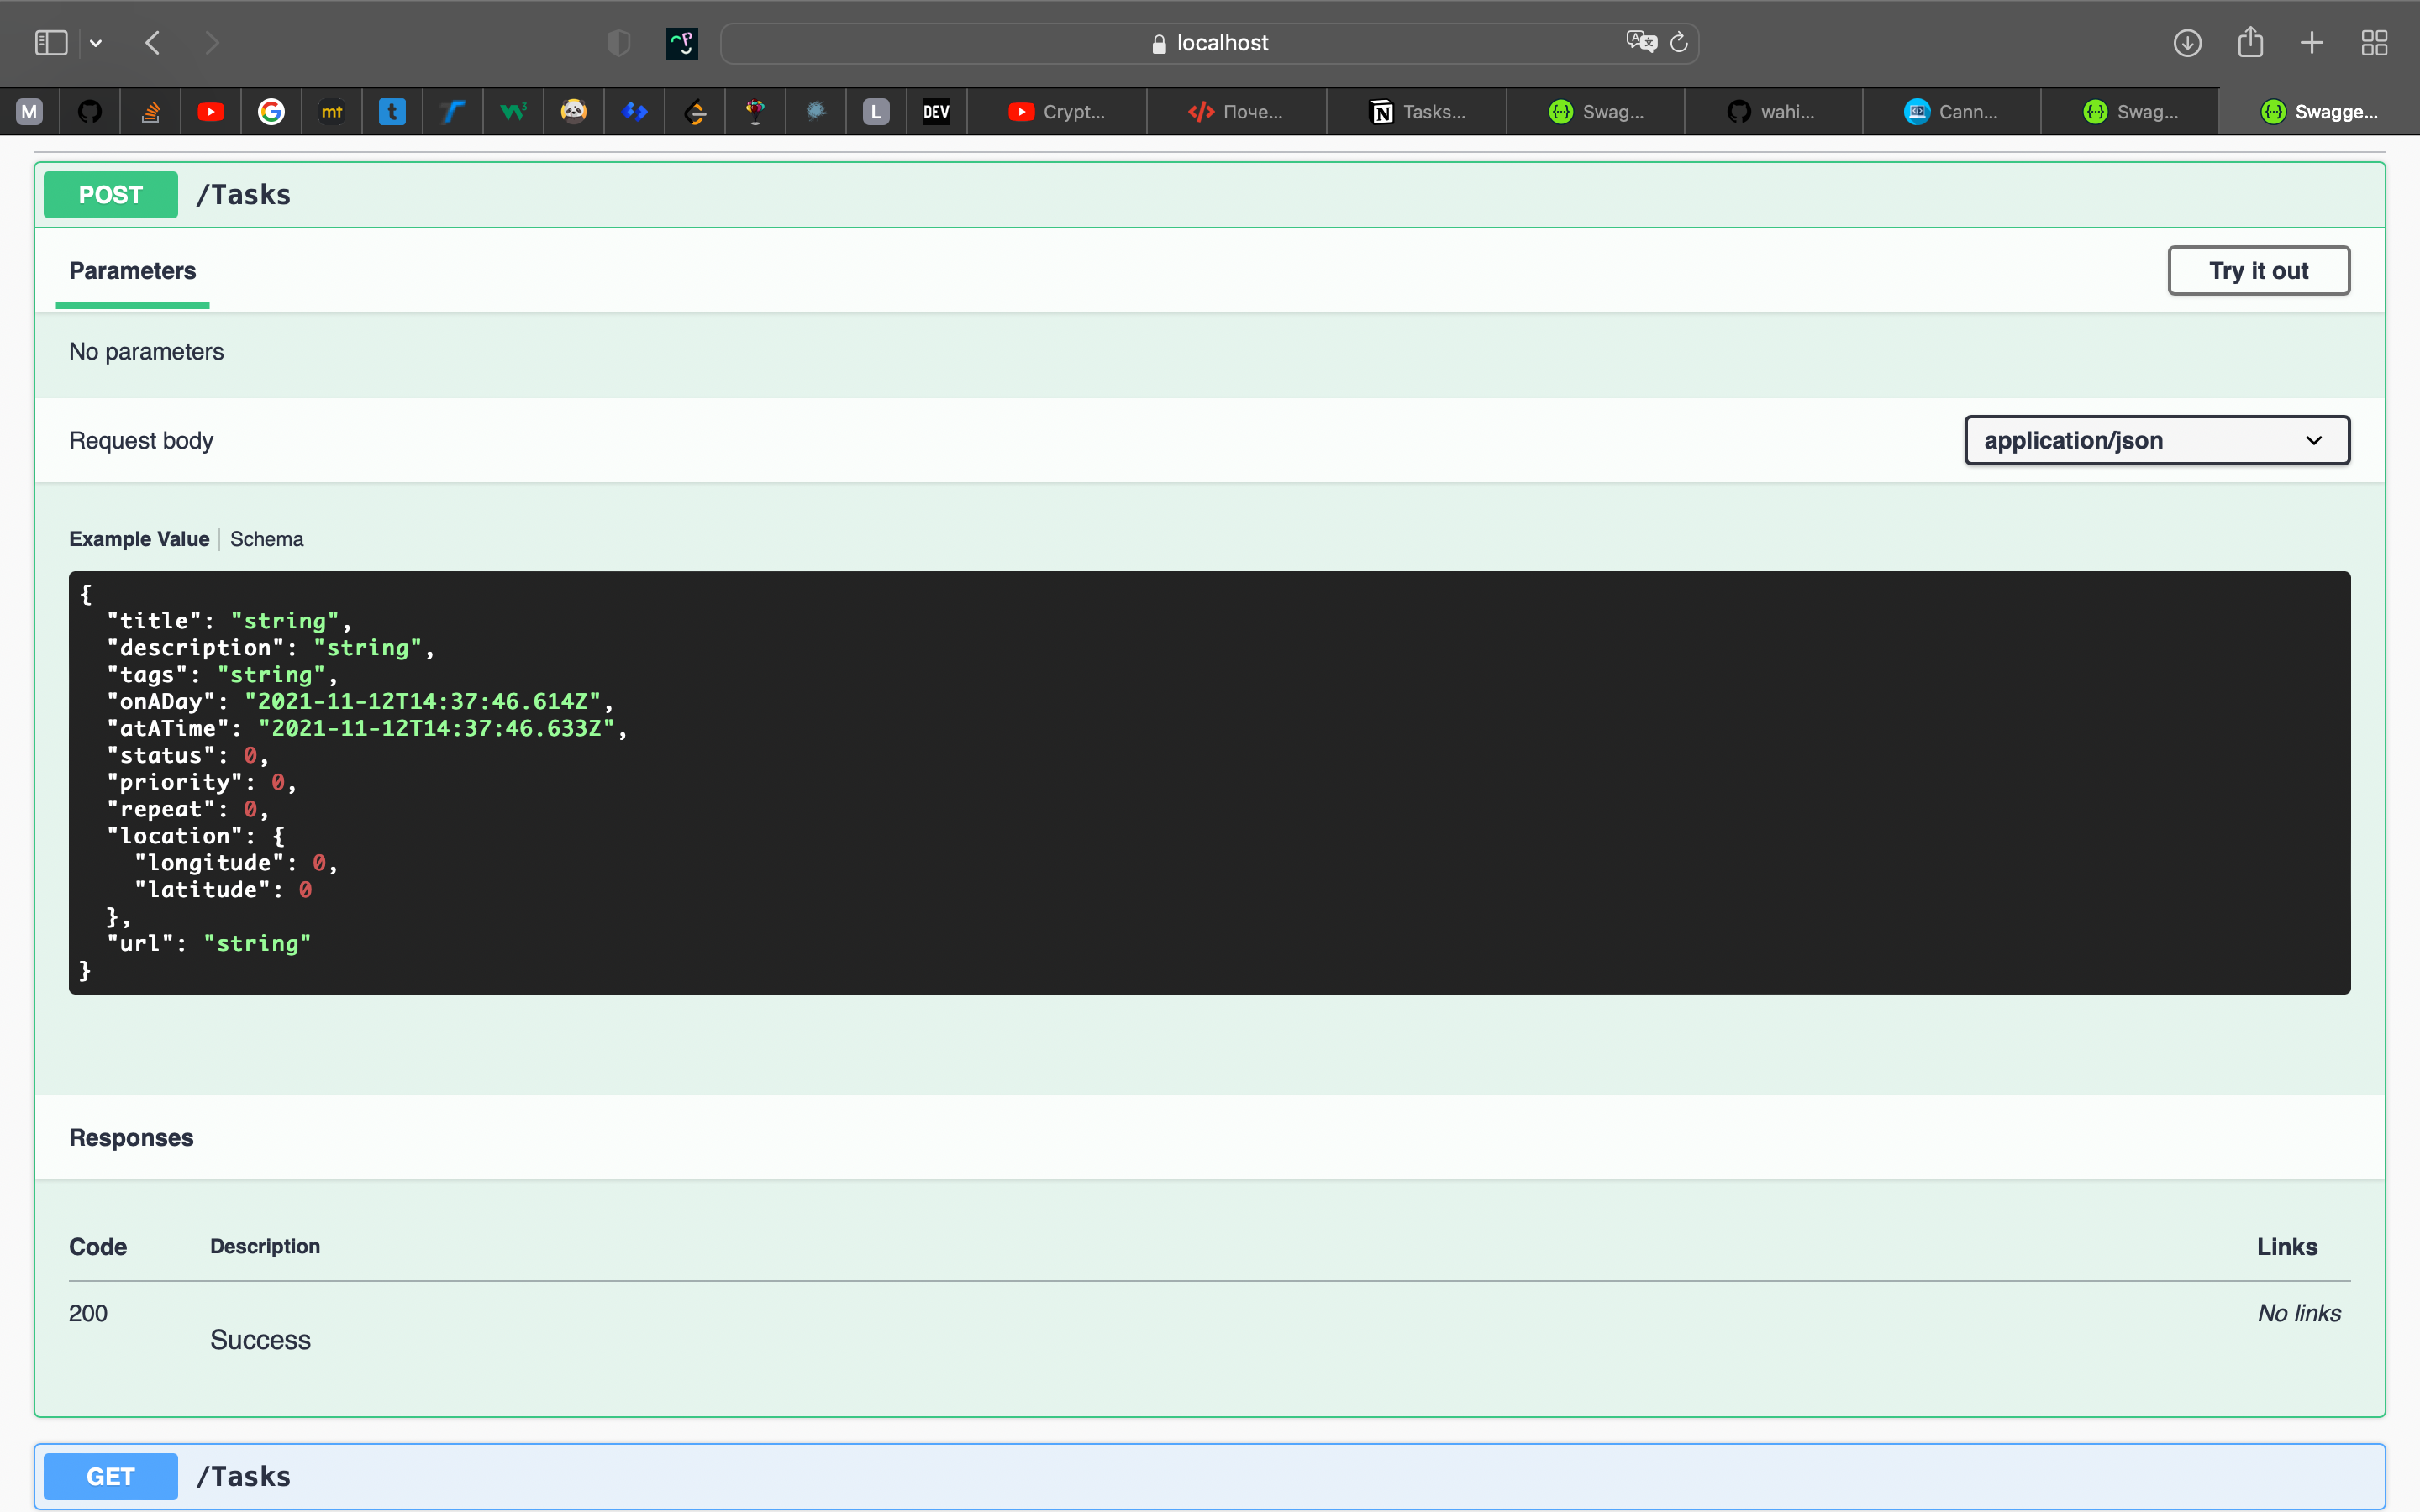 localhost
M mt t L DEV Crypt... Поче... Tasks... Swag... wahi... Cann... Swag... Swagge...
POST /Tasks
Parameters Try it out
No parameters
Request body application/json
Example Value Schema
{
  "title": "string",
  "description": "string",
  "tags": "string",
  "onADay": "2021-11-12T14:37:46.614Z",
  "atATime": "2021-11-12T14:37:46.633Z",
  "status": 0,
  "priority": 0,
  "repeat": 0,
  "location": {
    "longitude": 0,
    "latitude": 0
  },
  "url": "string"
}
Responses
Code Description Links
200 No links
Success
GET /Tasks